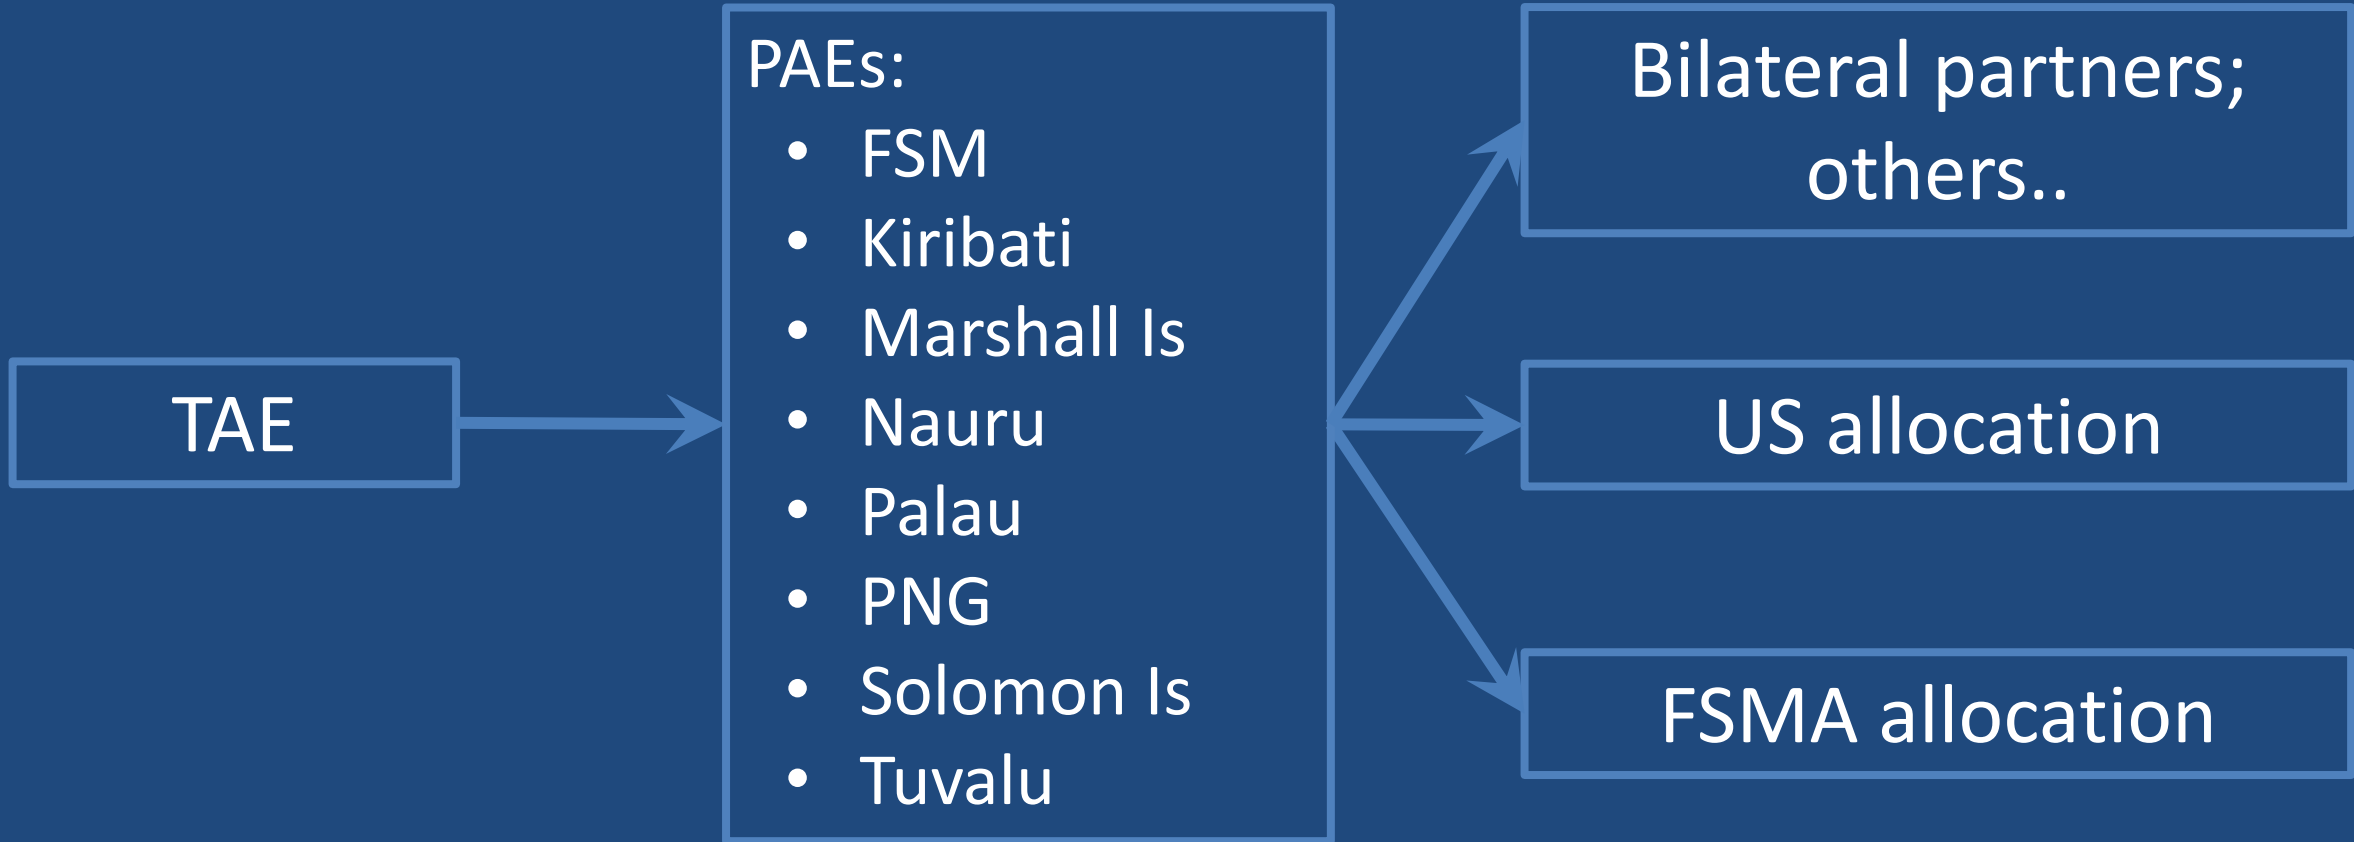 TAE
PAEs:
• FSM
• Kiribati
• Marshall Is
• Nauru
• Palau
• PNG
• Solomon Is
• Tuvalu
Bilateral partners;
others..
US allocation
FSMA allocation